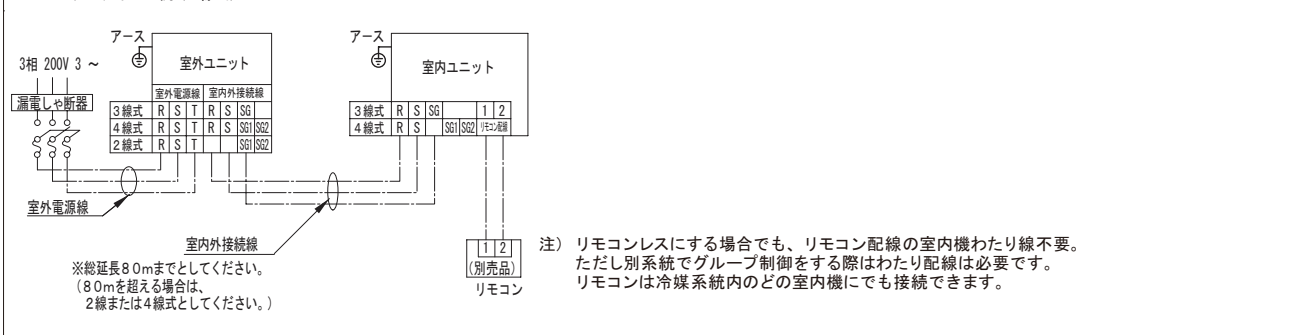 アース
3相 200V 3 ～
漏電しゃ断器
室外ユニット
室外電源線 室内外接続線
3線式 R S T R S SG
4線式 R S T R S SG1 SG2
2線式 R S T SG1 SG2
室外電源線
室内外接続線
※総延長80mまでとしてください。
（80mを超える場合は、
2線または4線式としてください。）
アース
室内ユニット
3線式 R S SG 1 2
4線式 R S SG1 SG2 リモコン配線
1 2
(別売品)
リモコン
注） リモコンレスにする場合でも、リモコン配線の室内機わたり線不要。
ただし別系統でグループ制御をする際はわたり配線は必要です。
リモコンは冷媒系統内のどの室内機にでも接続できます。